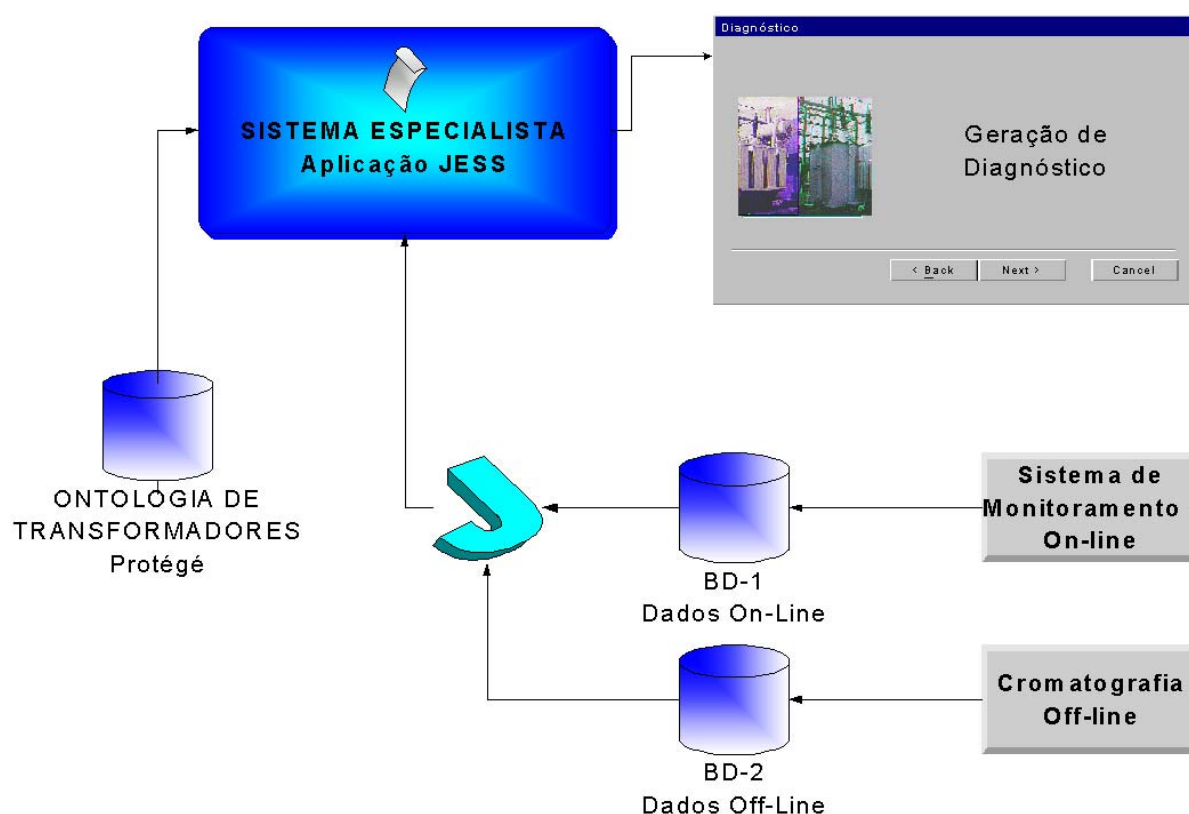 Diagnóstico
SISTEMA ESPECIALISTA
Aplicação JESS
Geração de
Diagnóstico
< Back
Next >
Cancel
ONTOLOGIA DE
TRANSFORMADORES
Protégé
BD-1
Dados On-Line
Sistema de
Monitoramento
On-line
BD-2
Dados Off-Line
Cromatografia
Off-line